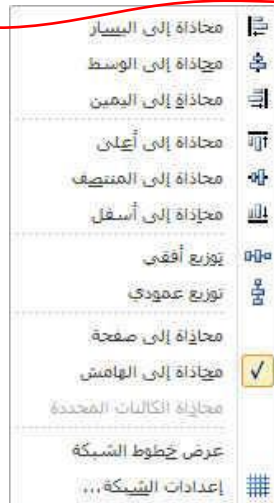 محاذاة إلى اليسار
محاذاة إلى الوسط
محاذاة إلى اليمين
محاذاة إلى أعلى
محاذاة إلى المنتصف
محاذاة إلى أسفل
توزيع أفقي
توزيع عمودي
محاذاة إلى صفحة
محاذاة إلى الهامش
محاذاة الكائنات المحددة
عرض خطوط الشبكة
إعدادات الشبكة...